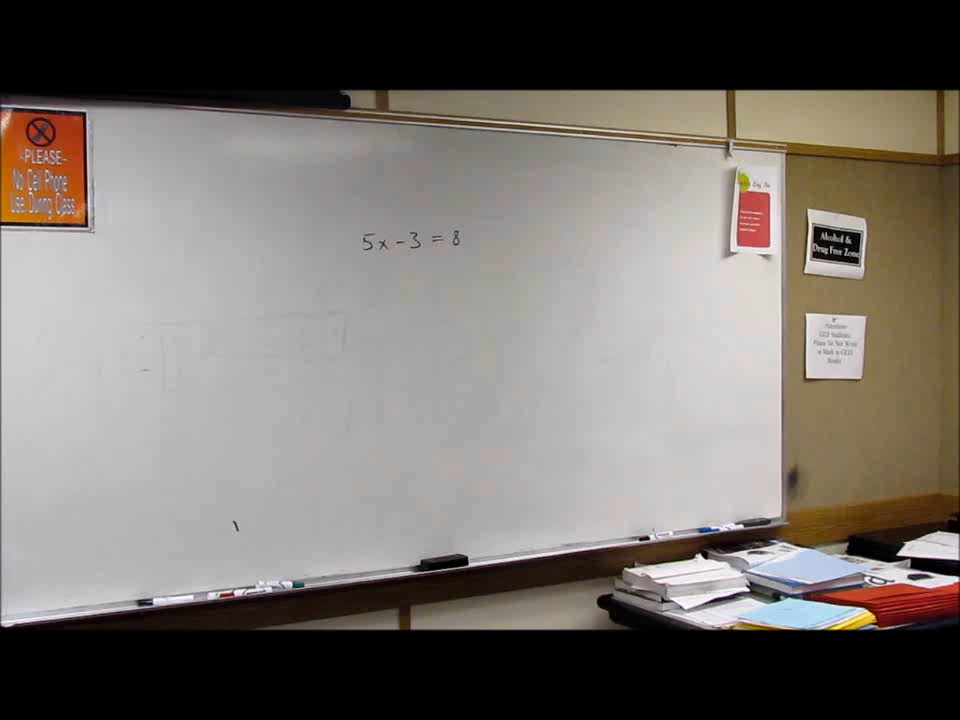 -PLEASE-
No Cell Phone
Use During Class
5x - 3 = 8
Alcohol &
Drug Free Zone
Attention
GED Students:
Please Do Not Write
or Mark in GED
Books!